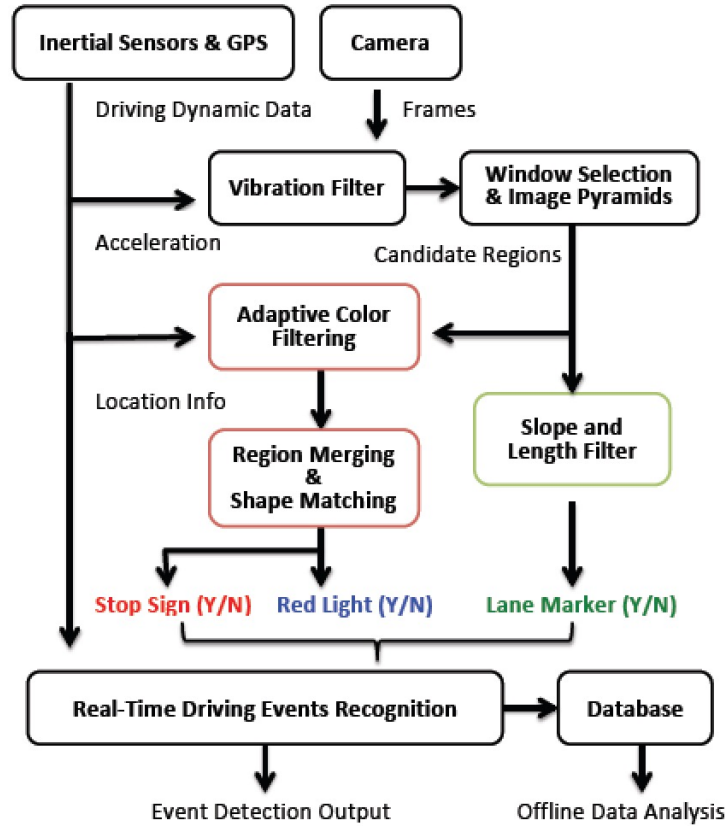 Inertial Sensors & GPS
Camera
Driving Dynamic Data
Frames
Vibration Filter
Window Selection
& Image Pyramids
Acceleration
Candidate Regions
Adaptive Color
Filtering
Location Info
Slope and
Length Filter
Region Merging
&
Shape Matching
Stop Sign (Y/N)
Red Light (Y/N)
Lane Marker (Y/N)
Real-Time Driving Events Recognition
Database
Event Detection Output
Offline Data Analysis